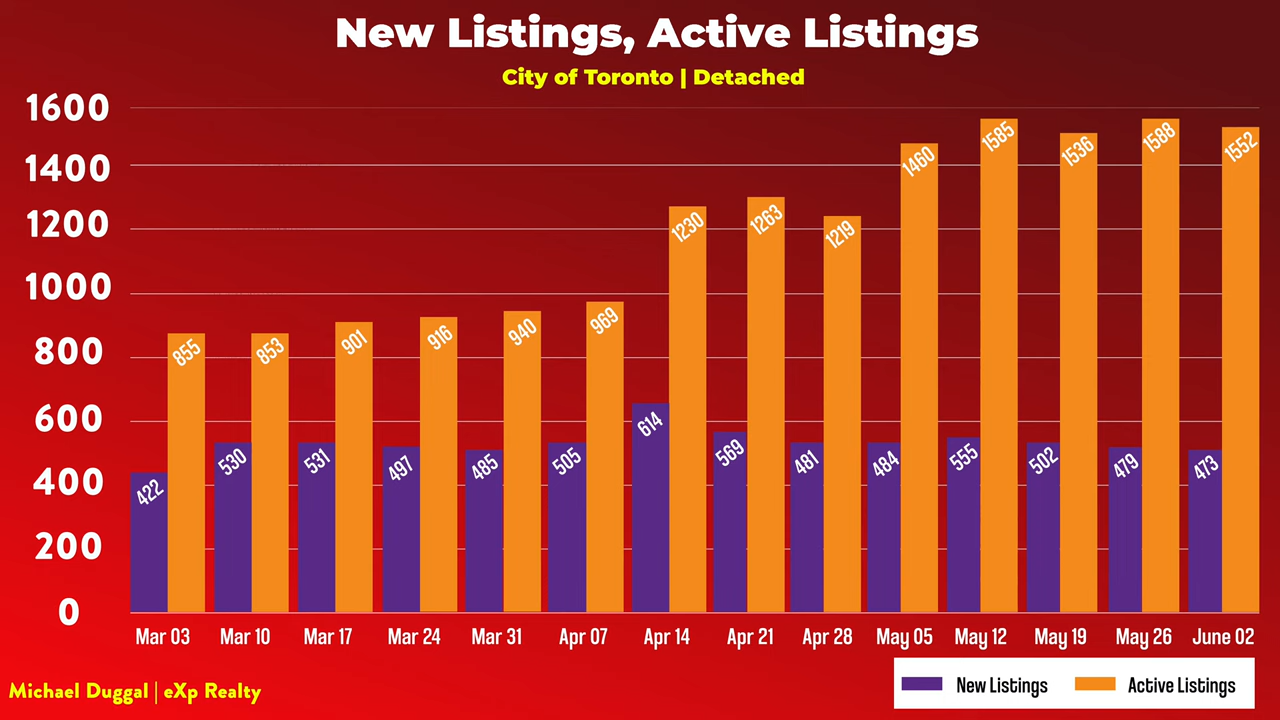 New Listings, Active Listings
City of Toronto | Detached
1600
1400
1200
1000
800
600
400
200
0
422 855 530 853 531 901 497 916 485 940 505 969 614 1230 569 1263 481 1219 484 1460 555 1585 502 1536 479 1588 473 1552
Mar 03 Mar 10 Mar 17 Mar 24 Mar 31 Apr 07 Apr 14 Apr 21 Apr 28 May 05 May 12 May 19 May 26 June 02
New Listings Active Listings
Michael Duggal | eXp Realty